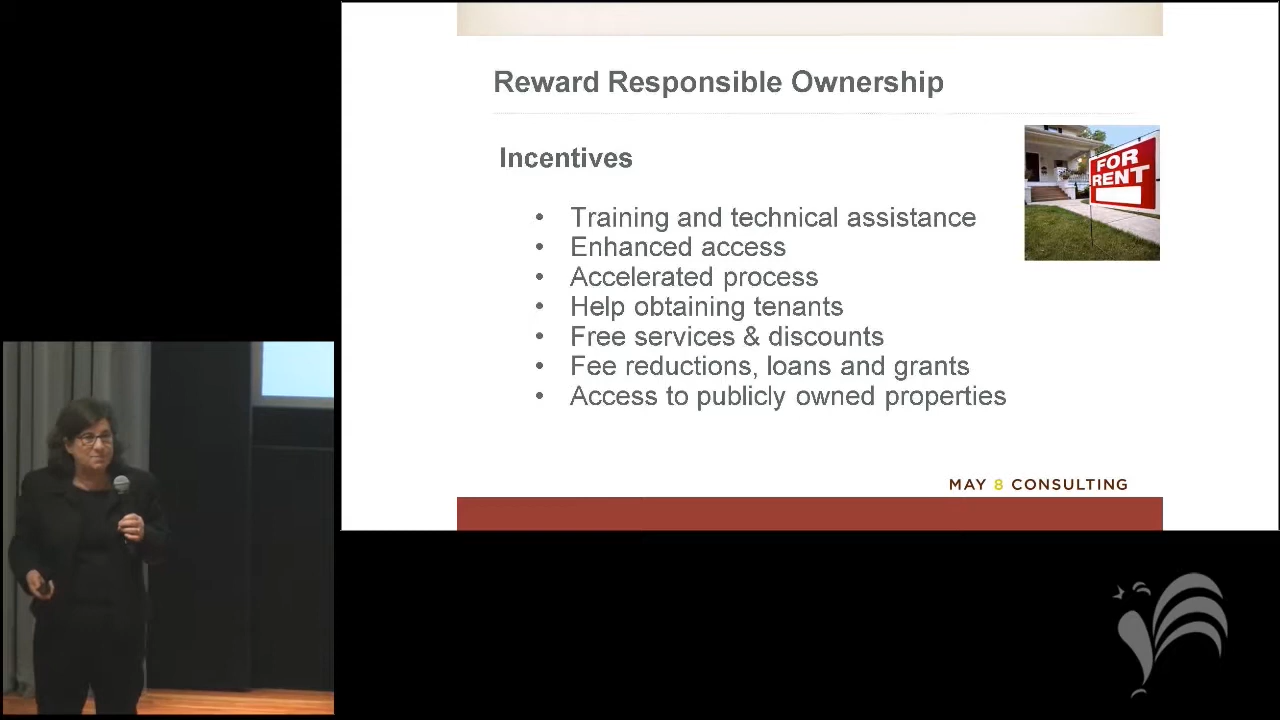 Reward Responsible Ownership
Incentives
• Training and technical assistance
• Enhanced access
• Accelerated process
• Help obtaining tenants
• Free services & discounts
• Fee reductions, loans and grants
• Access to publicly owned properties
FOR
RENT
MAY 8 CONSULTING